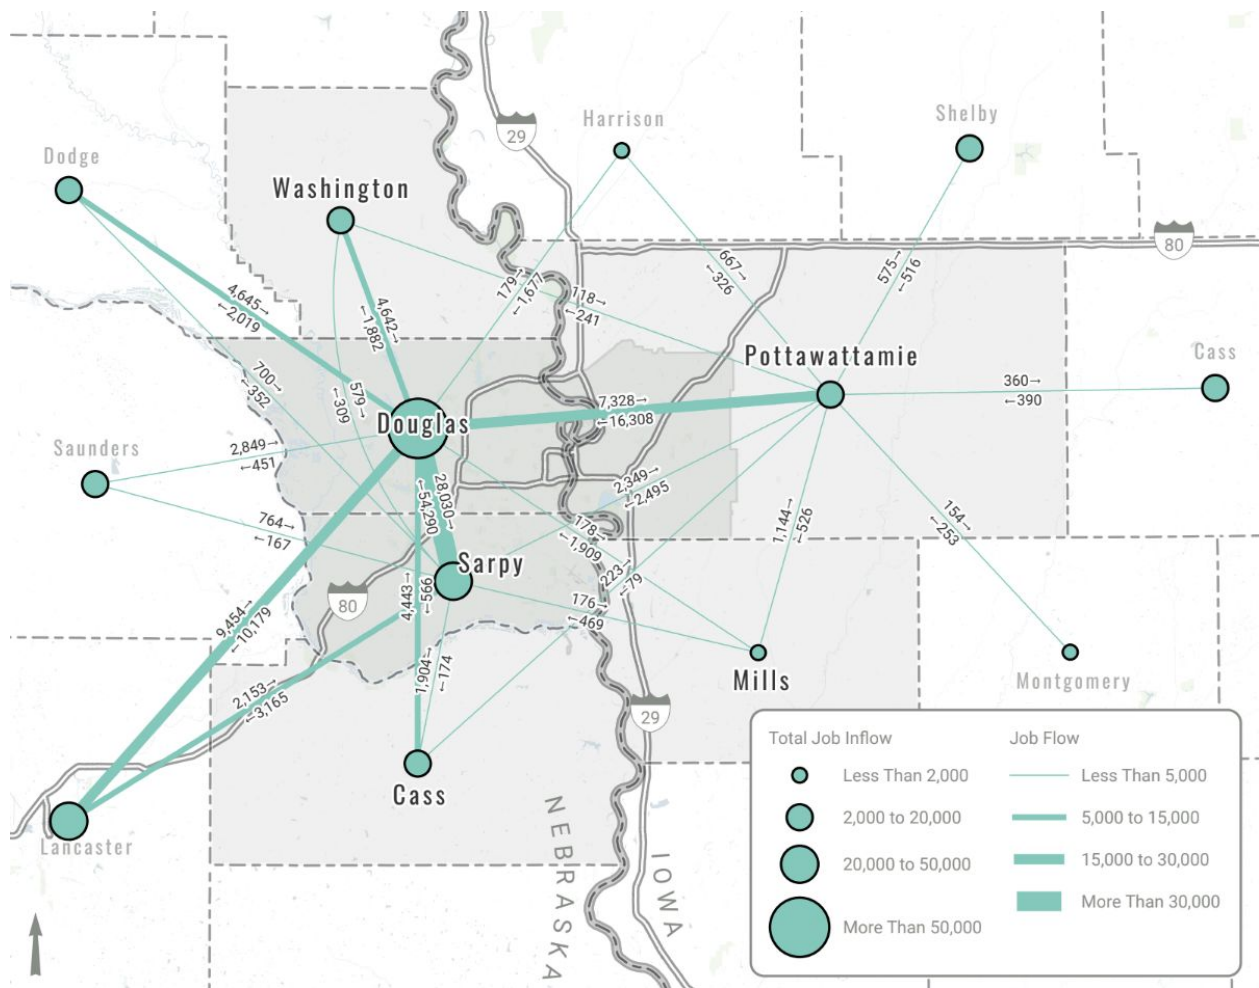 Harrison
Shelby
29
Dodge
Washington
80
667→
←326
575→
←516
179→
←1,677
118→
←241
4,645→
←2,019
4,642→
←1,882
Pottawattamie
Cass
700→
←352
579→
←309
360→
←390
7,328→
←16,308
Douglas
Saunders
2,849→
←451
28,030→
←54,290
2,349→
←2,495
154→
←253
1,144→
←526
764→
←167
178→
←1,909
Sarpy
223→
←79
4,443→
←566
80
176→
←469
9,454→
←10,179
1,904→
←174
Mills
Montgomery
2,153→
←3,165
29
Cass
Lancaster
NEBRASKA
IOWA
Total Job Inflow
Less Than 2,000
2,000 to 20,000
20,000 to 50,000
More Than 50,000
Job Flow
Less Than 5,000
5,000 to 15,000
15,000 to 30,000
More Than 30,000